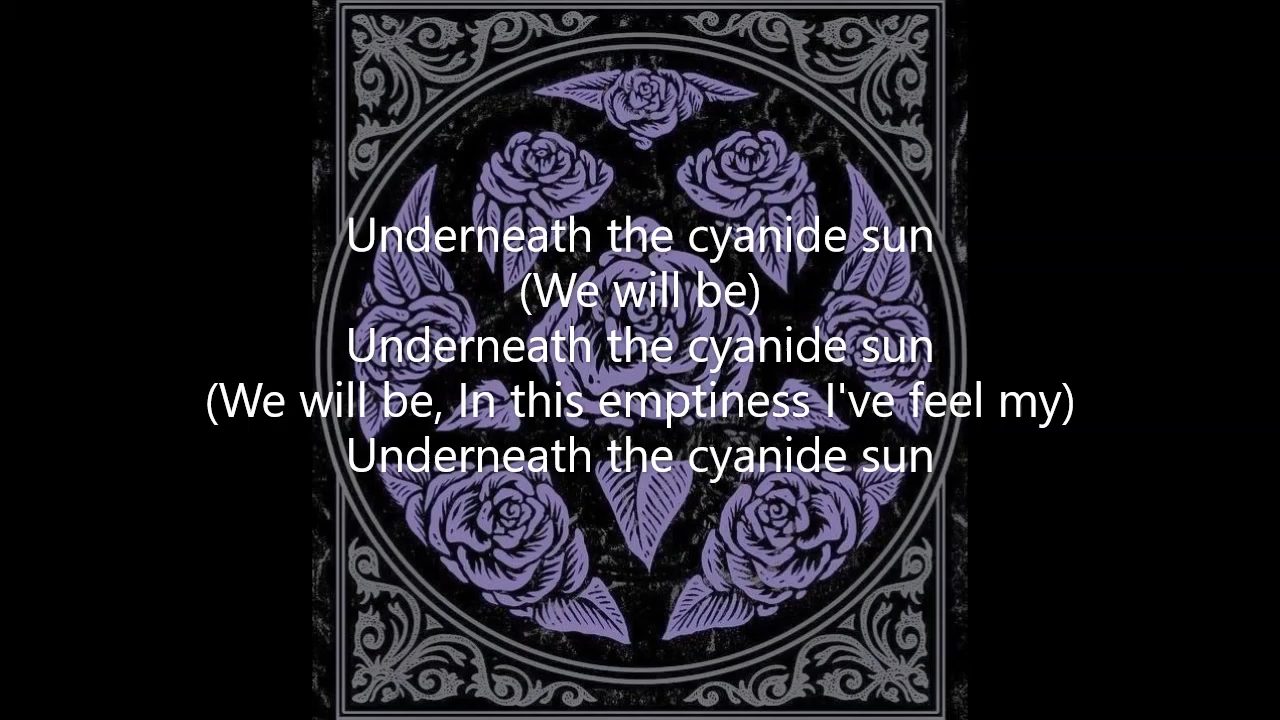 Underneath the cyanide sun
(We will be)
Underneath the cyanide sun
(We will be, In this emptiness I've feel my)
Underneath the cyanide sun